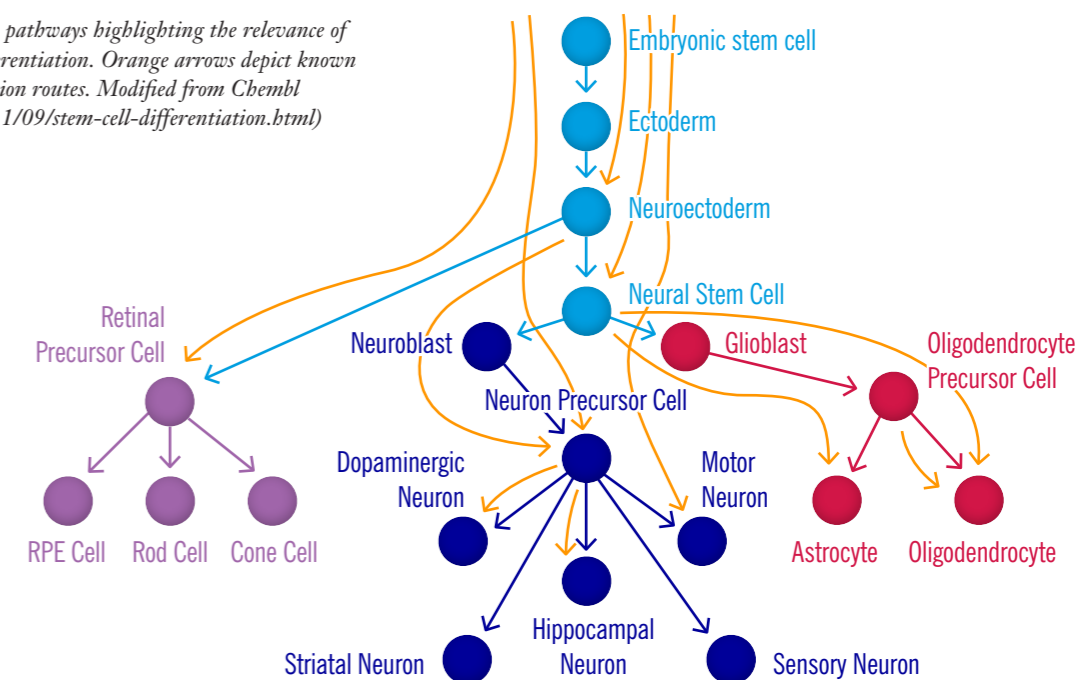 pathways highlighting the relevance of
rentiation. Orange arrows depict known
ion routes. Modified from Chembl
1/09/stem-cell-differentiation.html)
Embryonic stem cell
Ectoderm
Neuroectoderm
Neural Stem Cell
Retinal
Precursor Cell
Neuroblast
Glioblast
Oligodendrocyte
Precursor Cell
Neuron Precursor Cell
Dopaminergic
Neuron
Motor
Neuron
RPE Cell
Rod Cell
Cone Cell
Astrocyte
Oligodendrocyte
Hippocampal
Neuron
Striatal Neuron
Sensory Neuron